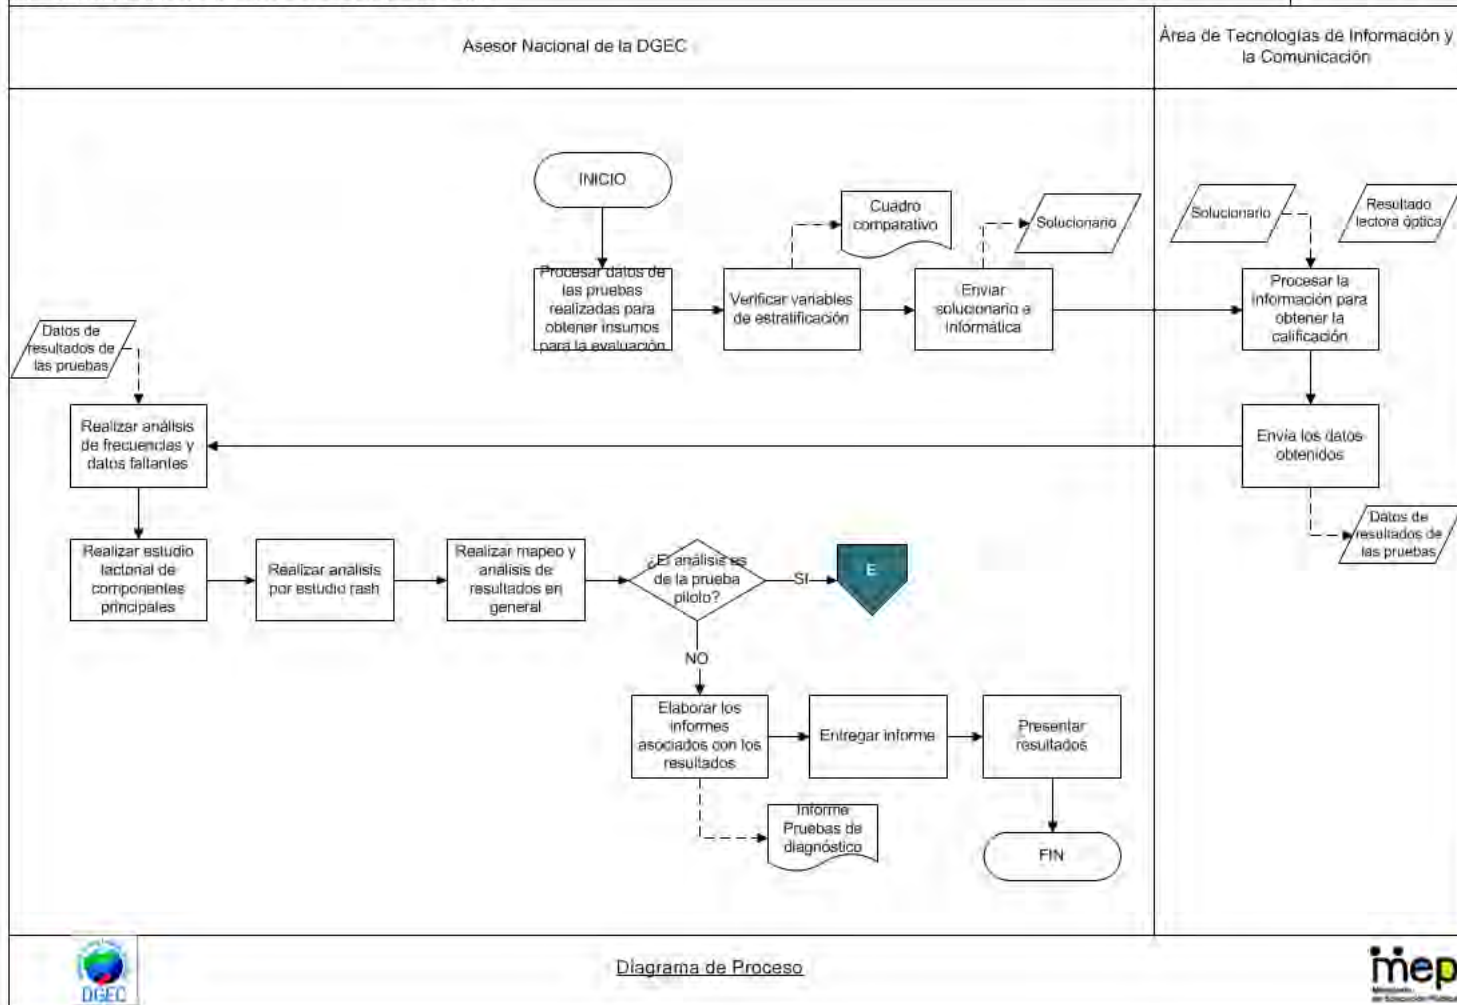 Asesor Nacional de la DGEC
Área de Tecnologías de Información y
la Comunicación
INICIO
Cuadro
comparativo
Solucionario
Solucionario
Resultado
lectora óptica
Procesar datos de
las pruebas
realizadas para
obtener insumos
para la evaluación
Verificar variables
de estratificación
Enviar
solucionario a
informática
Procesar la
información para
obtener la
calificación
Datos de
resultados de
las pruebas
Realizar análisis
de frecuencias y
datos faltantes
Envía los datos
obtenidos
Datos de
resultados de
las pruebas
Realizar estudio
factorial de
componentes
principales
Realizar análisis
por estudio rash
Realizar mapeo y
análisis de
resultados en
general
¿El análisis es
de la prueba
piloto?
SI
E
NO
Elaborar los
informes
asociados con los
resultados
Entregar informe
Presentar
resultados
Informe
Pruebas de
diagnóstico
FIN
DGEC
Diagrama de Proceso
mep